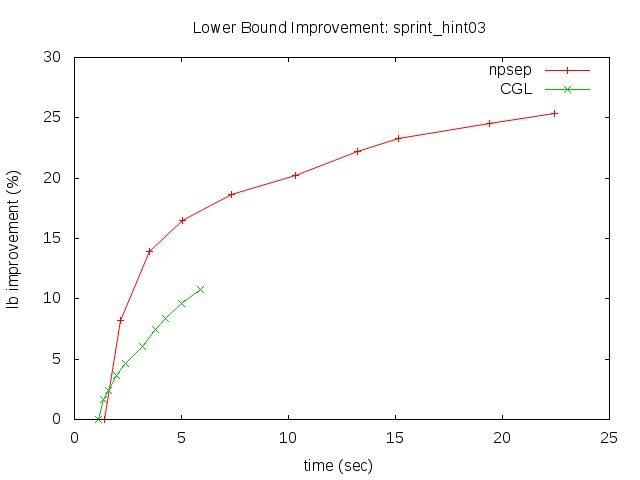 Lower Bound Improvement: sprint_hint03
30
25
20
15
10
5
0
npsep
CGL
lb improvement (%)
0 5 10 15 20 25
time (sec)